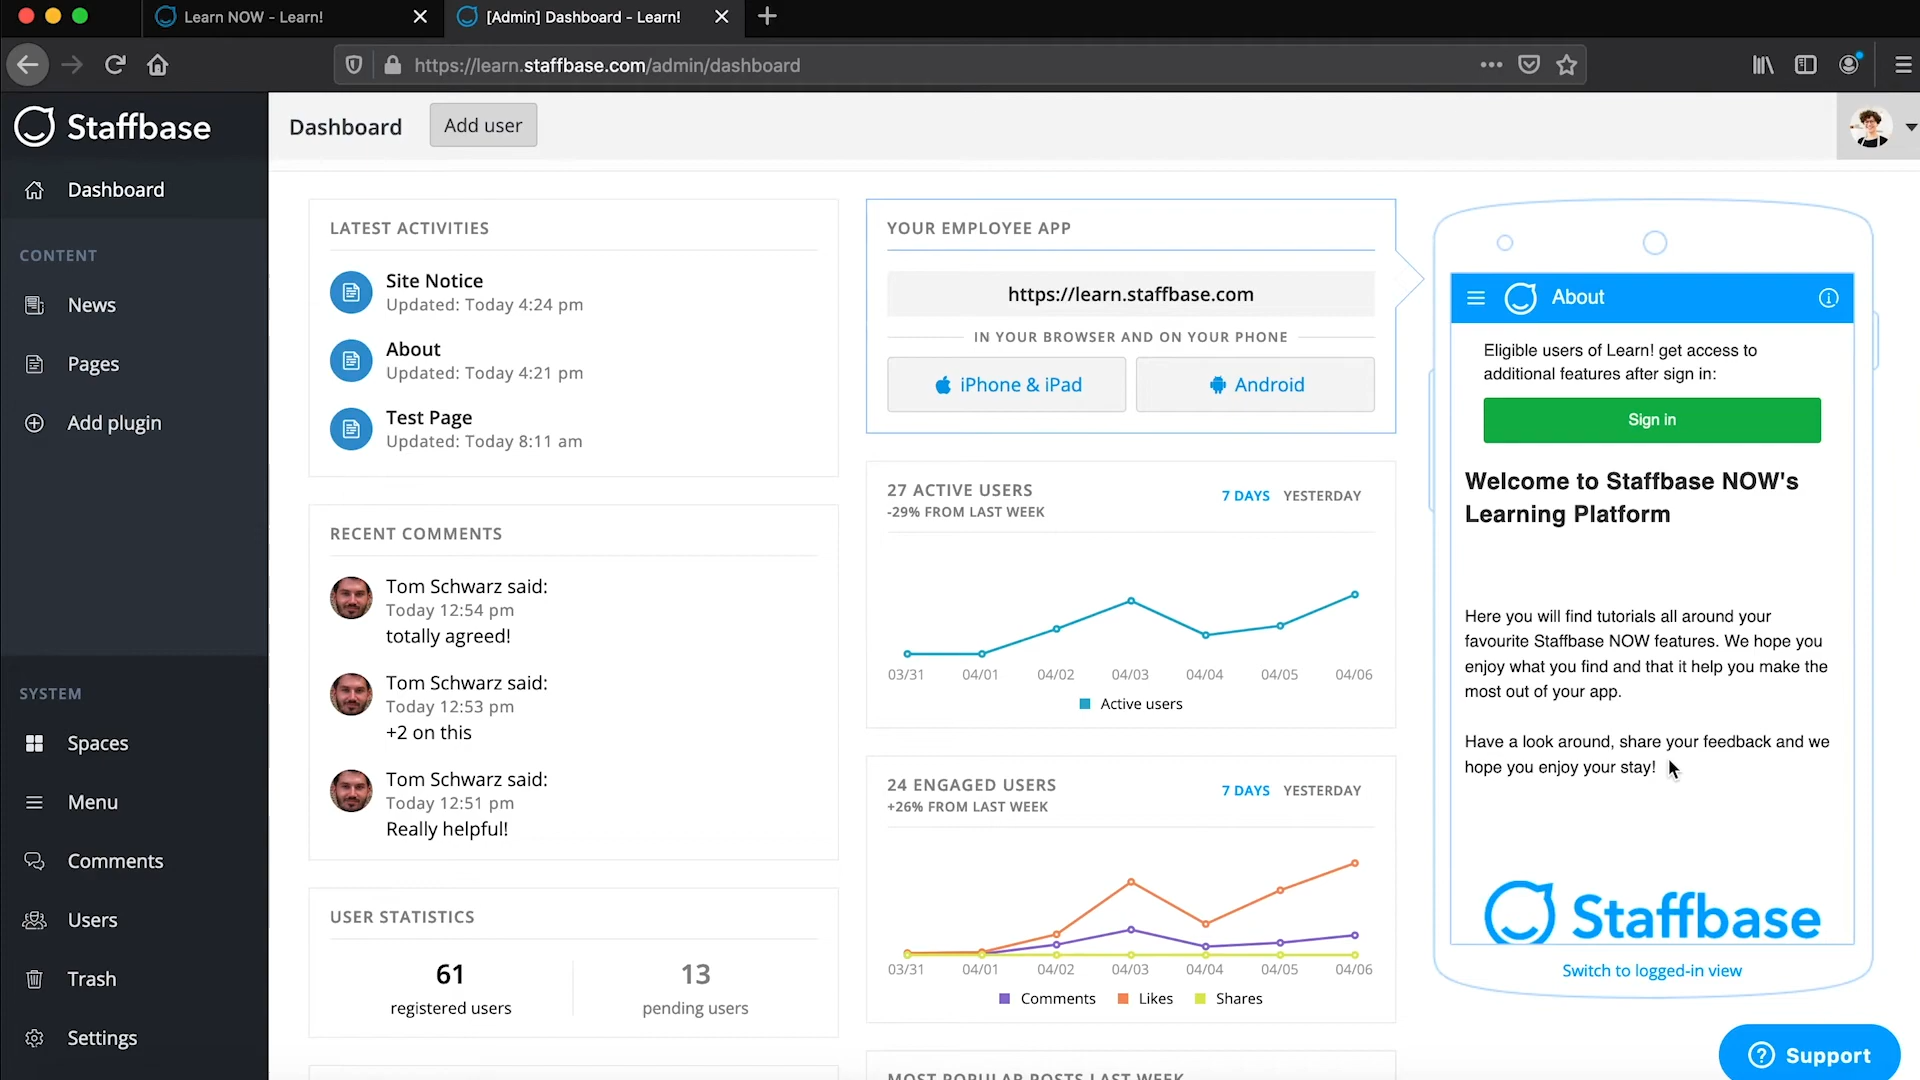 Learn NOW - Learn!
[Admin] Dashboard - Learn!
https://learn.staffbase.com/admin/dashboard
Staffbase
Dashboard
Add user
Dashboard
CONTENT
News
Pages
Add plugin
SYSTEM
Spaces
Menu
Comments
Users
Trash
Settings
LATEST ACTIVITIES
Site Notice
Updated: Today 4:24 pm
About
Updated: Today 4:21 pm
Test Page
Updated: Today 8:11 am
RECENT COMMENTS
Tom Schwarz said:
Today 12:54 pm
totally agreed!
Tom Schwarz said:
Today 12:53 pm
+2 on this
Tom Schwarz said:
Today 12:51 pm
Really helpful!
USER STATISTICS
61
registered users
13
pending users
YOUR EMPLOYEE APP
https://learn.staffbase.com
IN YOUR BROWSER AND ON YOUR PHONE
iPhone & iPad
Android
27 ACTIVE USERS
-29% FROM LAST WEEK
7 DAYS YESTERDAY
03/31 04/01 04/02 04/03 04/04 04/05 04/06
Active users
24 ENGAGED USERS
+26% FROM LAST WEEK
7 DAYS YESTERDAY
03/31 04/01 04/02 04/03 04/04 04/05 04/06
Comments Likes Shares
MOST POPULAR POSTS LAST WEEK
About
Eligible users of Learn! get access to
additional features after sign in:
Sign in
Welcome to Staffbase NOW's
Learning Platform
Here you will find tutorials all around your
favourite Staffbase NOW features. We hope you
enjoy what you find and that it help you make the
most out of your app.
Have a look around, share your feedback and we
hope you enjoy your stay!
Staffbase
Switch to logged-in view
Support